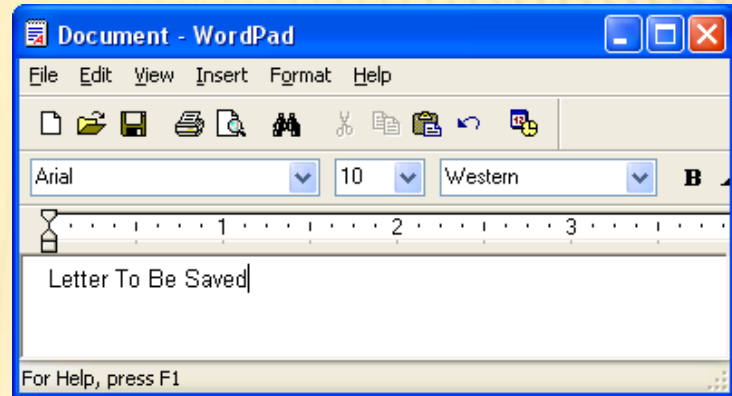 Document - WordPad
File Edit View Insert Format Help
Arial 10 Western B
1 2 3
Letter To Be Saved
For Help, press F1